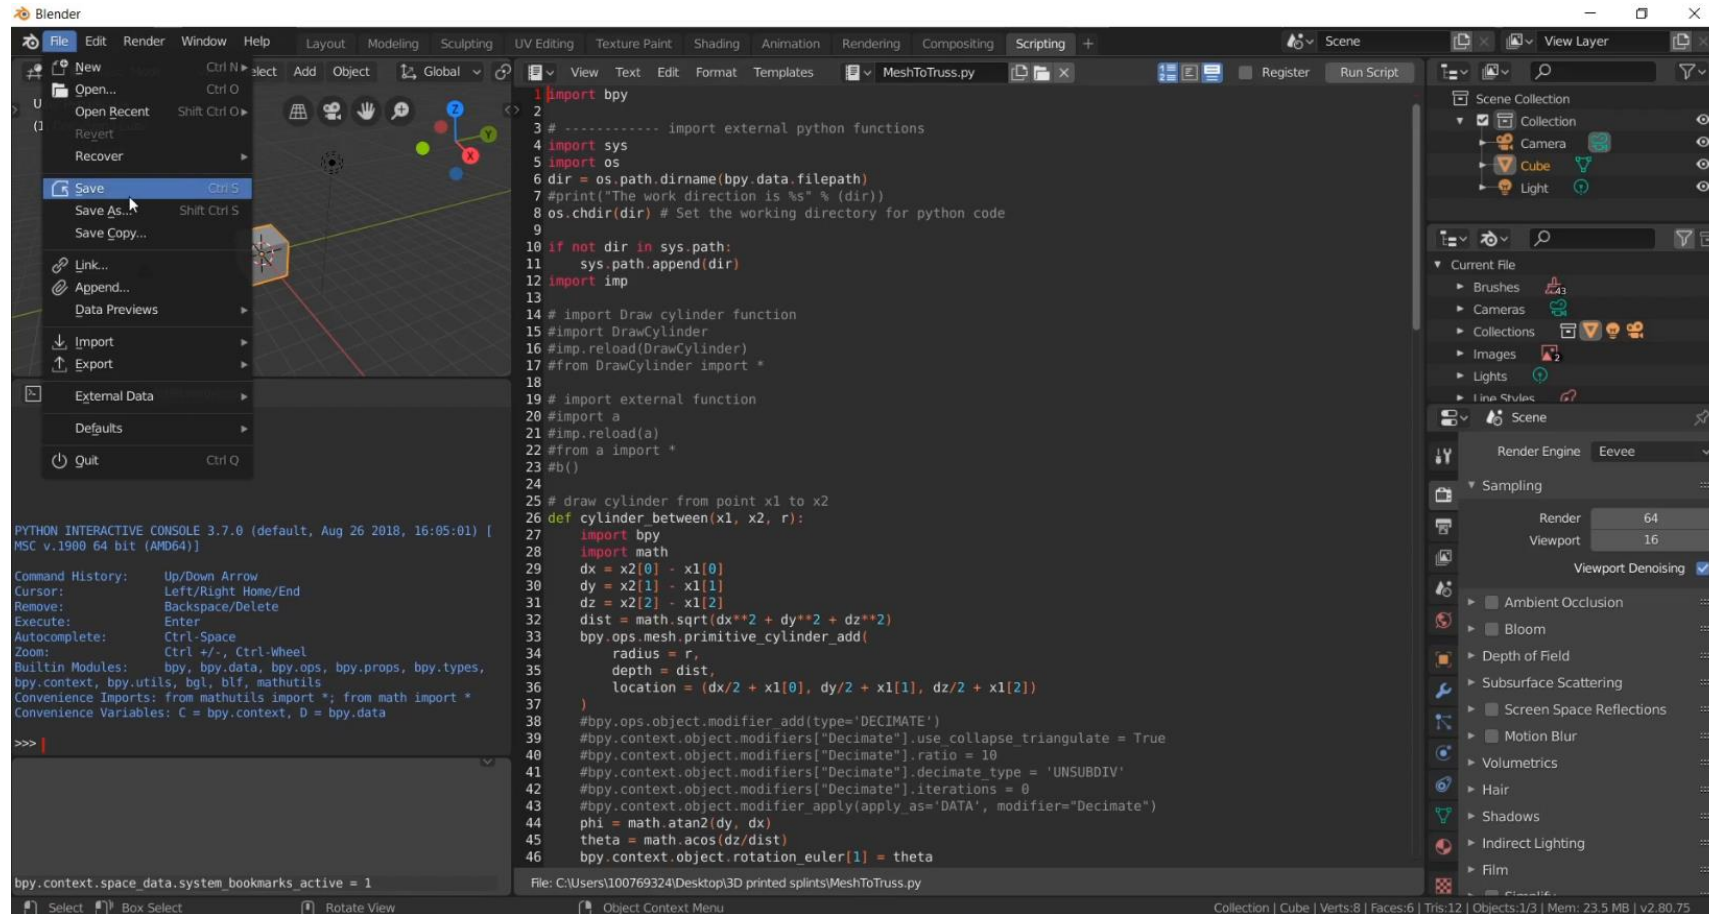 Blender
File Edit Render Window Help Layout Modeling Sculpting UV Editing Texture Paint Shading Animation Rendering Compositing Scripting + Scene View Layer
New Ctrl N
Open... Ctrl O
Open Recent Shift Ctrl O
Revert
Recover
Save Ctrl S
Save As... Shift Ctrl S
Save Copy...
Link...
Append...
Data Previews
Import
Export
External Data
Defaults
Quit Ctrl Q
elect Add Object Global
Z
Y
X
PYTHON INTERACTIVE CONSOLE 3.7.0 (default, Aug 26 2018, 16:05:01) [
MSC v.1900 64 bit (AMD64)]
Command History: Up/Down Arrow
Cursor: Left/Right Home/End
Remove: Backspace/Delete
Execute: Enter
Autocomplete: Ctrl-Space
Zoom: Ctrl +/-, Ctrl-Wheel
Builtin Modules: bpy, bpy.data, bpy.ops, bpy.props, bpy.types,
bpy.context, bpy.utils, bgl, blf, mathutils
Convenience Imports: from mathutils import *; from math import *
Convenience Variables: C = bpy.context, D = bpy.data
>>>
bpy.context.space_data.system_bookmarks_active = 1
View Text Edit Format Templates MeshToTruss.py Register Run Script
1 import bpy
2
3 # ------------ import external python functions
4 import sys
5 import os
6 dir = os.path.dirname(bpy.data.filepath)
7 #print("The work direction is %s" % (dir))
8 os.chdir(dir) # Set the working directory for python code
9
10 if not dir in sys.path:
11     sys.path.append(dir)
12 import imp
13
14 # import Draw cylinder function
15 #import DrawCylinder
16 #imp.reload(DrawCylinder)
17 #from DrawCylinder import *
18
19 # import external function
20 #import a
21 #imp.reload(a)
22 #from a import *
23 #b()
24
25 # draw cylinder from point x1 to x2
26 def cylinder_between(x1, x2, r):
27     import bpy
28     import math
29     dx = x2[0] - x1[0]
30     dy = x2[1] - x1[1]
31     dz = x2[2] - x1[2]
32     dist = math.sqrt(dx**2 + dy**2 + dz**2)
33     bpy.ops.mesh.primitive_cylinder_add(
34         radius = r,
35         depth = dist,
36         location = (dx/2 + x1[0], dy/2 + x1[1], dz/2 + x1[2])
37     )
38     #bpy.ops.object.modifier_add(type='DECIMATE')
39     #bpy.context.object.modifiers["Decimate"].use_collapse_triangulate = True
40     #bpy.context.object.modifiers["Decimate"].ratio = 10
41     #bpy.context.object.modifiers["Decimate"].decimate_type = 'UNSUBDIV'
42     #bpy.context.object.modifiers["Decimate"].iterations = 0
43     #bpy.context.object.modifier_apply(apply_as='DATA', modifier="Decimate")
44     phi = math.atan2(dy, dx)
45     theta = math.acos(dz/dist)
46     bpy.context.object.rotation_euler[1] = theta
File: C:\Users\100769324\Desktop\3D printed splints\MeshToTruss.py
Scene Collection
Collection
Camera
Cube
Light
Current File
Brushes 43
Cameras
Collections
Images 2
Lights
Line Styles
Scene
Render Engine Eevee
Sampling
Render 64
Viewport 16
Viewport Denoising
Ambient Occlusion
Bloom
Depth of Field
Subsurface Scattering
Screen Space Reflections
Motion Blur
Volumetrics
Hair
Shadows
Indirect Lighting
Film
Simplify
Select Box Select Rotate View Object Context Menu Collection | Cube | Verts:8 | Faces:6 | Tris:12 | Objects:1/3 | Mem: 23.5 MB | v2.80.75